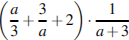 (a/3 + 3/a + 2) · 1/(a + 3)